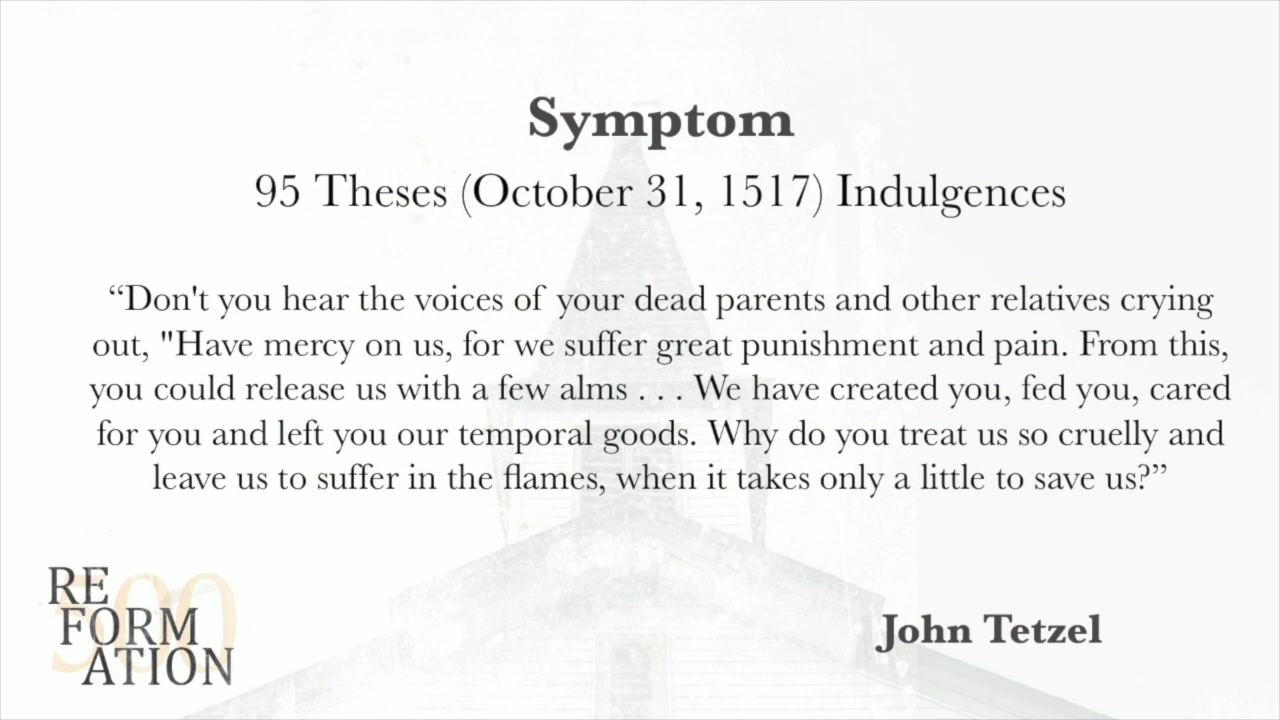 Symptom
95 Theses (October 31, 1517) Indulgences
“Don't you hear the voices of your dead parents and other relatives crying
out, "Have mercy on us, for we suffer great punishment and pain. From this,
you could release us with a few alms . . . We have created you, fed you, cared
for you and left you our temporal goods. Why do you treat us so cruelly and
leave us to suffer in the flames, when it takes only a little to save us?”
John Tetzel
500
RE
FORM
ATION